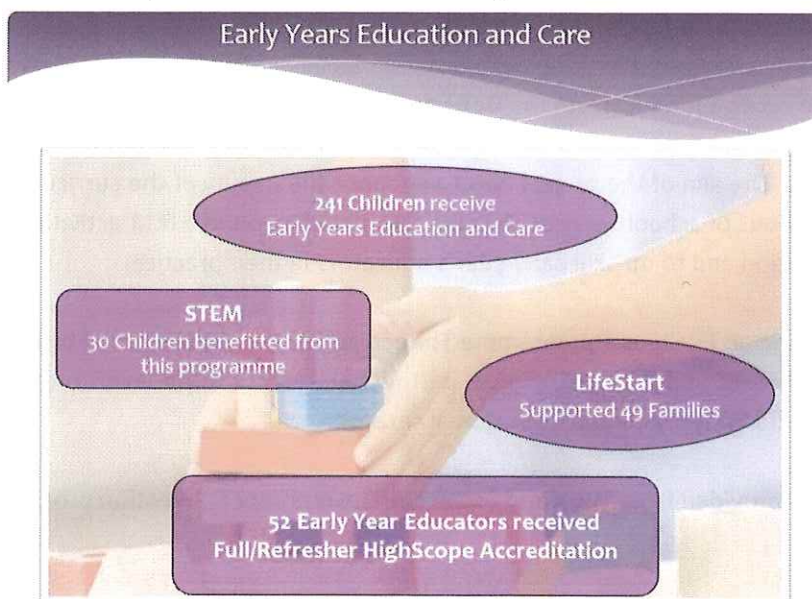 Early Years Education and Care
241 Children receive
Early Years Education and Care
STEM
30 Children benefitted from
this programme
LifeStart
Supported 49 Families
52 Early Year Educators received
Full/Refresher HighScope Accreditation